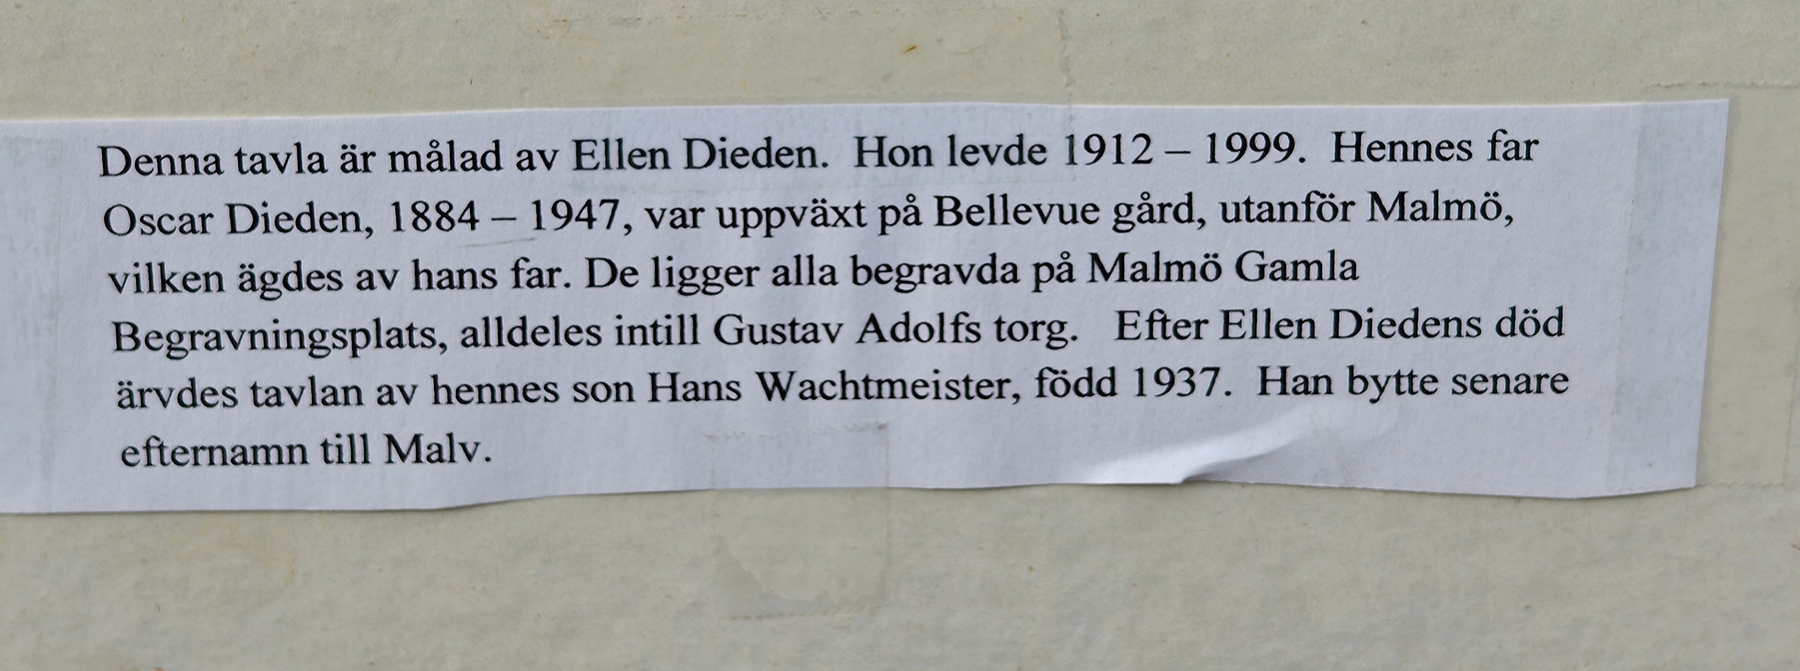 Denna tavla är målad av Ellen Dieden. Hon levde 1912 – 1999. Hennes far
Oscar Dieden, 1884 – 1947, var uppväxt på Bellevue gård, utanför Malmö,
vilken ägdes av hans far. De ligger alla begravda på Malmö Gamla
Begravningsplats, alldeles intill Gustav Adolfs torg. Efter Ellen Diedens död
ärvdes tavlan av hennes son Hans Wachtmeister, född 1937. Han bytte senare
efternamn till Malv.